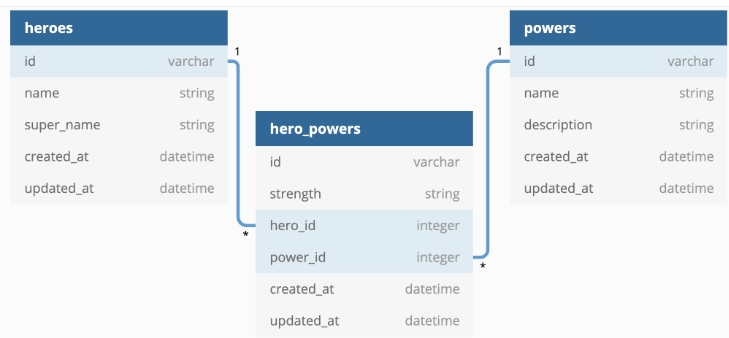 heroes
id varchar
name string
super_name string
created_at datetime
updated_at datetime
1
*
hero_powers
id varchar
strength string
hero_id integer
power_id integer
created_at datetime
updated_at datetime
1
*
powers
id varchar
name string
description string
created_at datetime
updated_at datetime